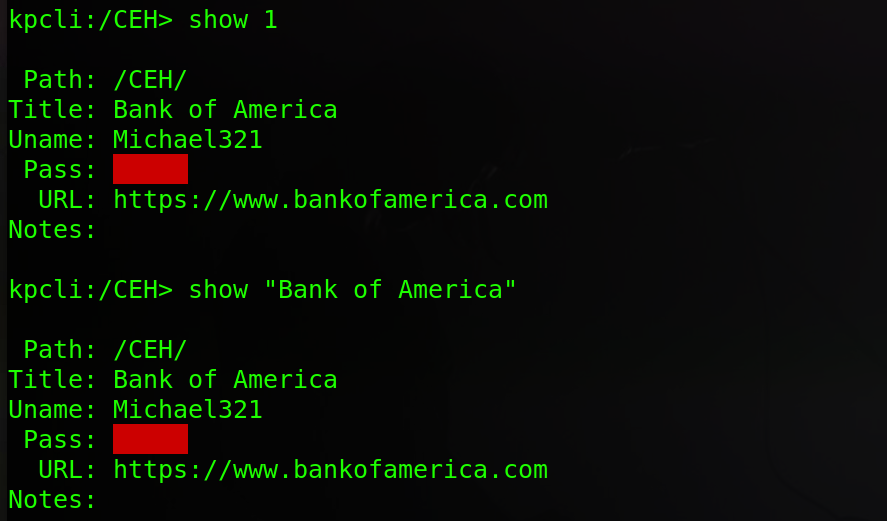 kpcli:/CEH> show 1
Path: /CEH/
Title: Bank of America
Uname: Michael321
Pass:
URL: https://www.bankofamerica.com
Notes:
kpcli:/CEH> show "Bank of America"
Path: /CEH/
Title: Bank of America
Uname: Michael321
Pass:
URL: https://www.bankofamerica.com
Notes: